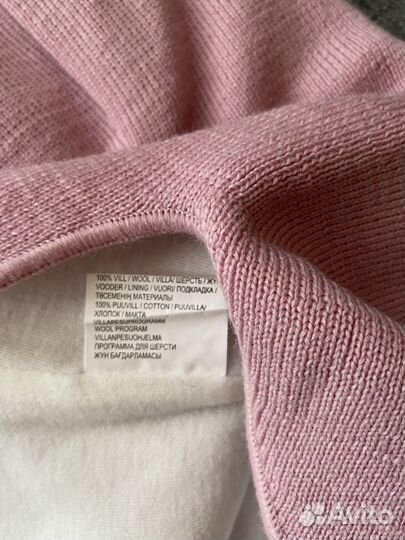 100% VILL / WOOL / VILLA/ ШЕРСТЬ / ЖҮН
VOODER / LINING / VUORI/ ПОДКЛАДКА /
ТӨСЕМЕНІҢ МАТЕРИАЛЫ
100% PUUVILL / COTTON / PUUVILLA/
ХЛОПОК / МАҚТА
VILLAPESUPROGRAMM
WOOL PROGRAM
VILLANPESUOHJELMA
ПРОГРАММА ДЛЯ ШЕРСТИ
ЖҮН БАҒДАРЛАМАСЫ
Avito